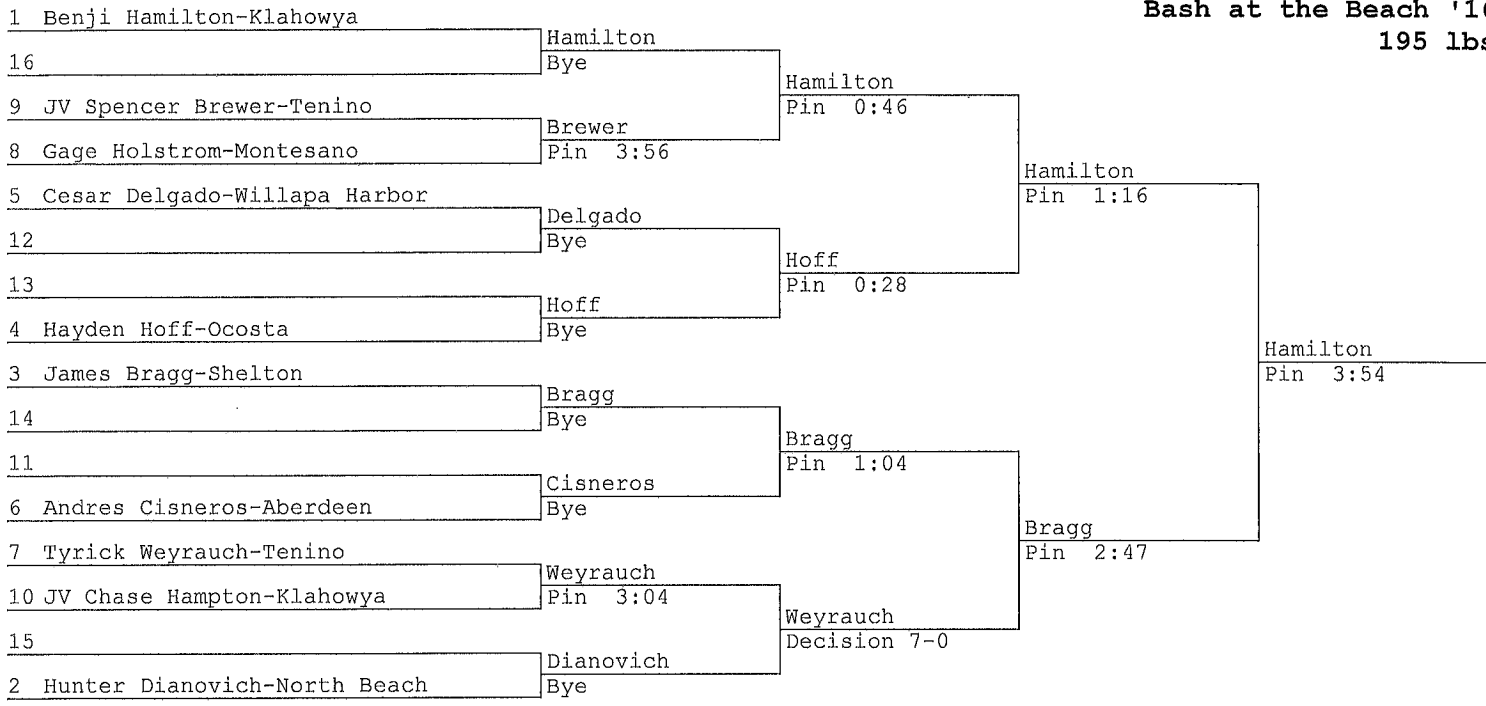 Bash at the Beach '1
195 lbs
1 Benji Hamilton-Klahowya
16
9 JV Spencer Brewer-Tenino
8 Gage Holstrom-Montesano
5 Cesar Delgado-Willapa Harbor
12
13
4 Hayden Hoff-Ocosta
3 James Bragg-Shelton
14
11
6 Andres Cisneros-Aberdeen
7 Tyrick Weyrauch-Tenino
10 JV Chase Hampton-Klahowya
15
2 Hunter Dianovich-North Beach
Hamilton
Bye
Brewer
Pin 3:56
Delgado
Bye
Hoff
Bye
Bragg
Bye
Cisneros
Bye
Weyrauch
Pin 3:04
Dianovich
Bye
Hamilton
Pin 0:46
Hoff
Pin 0:28
Bragg
Pin 1:04
Weyrauch
Decision 7-0
Hamilton
Pin 1:16
Bragg
Pin 2:47
Hamilton
Pin 3:54